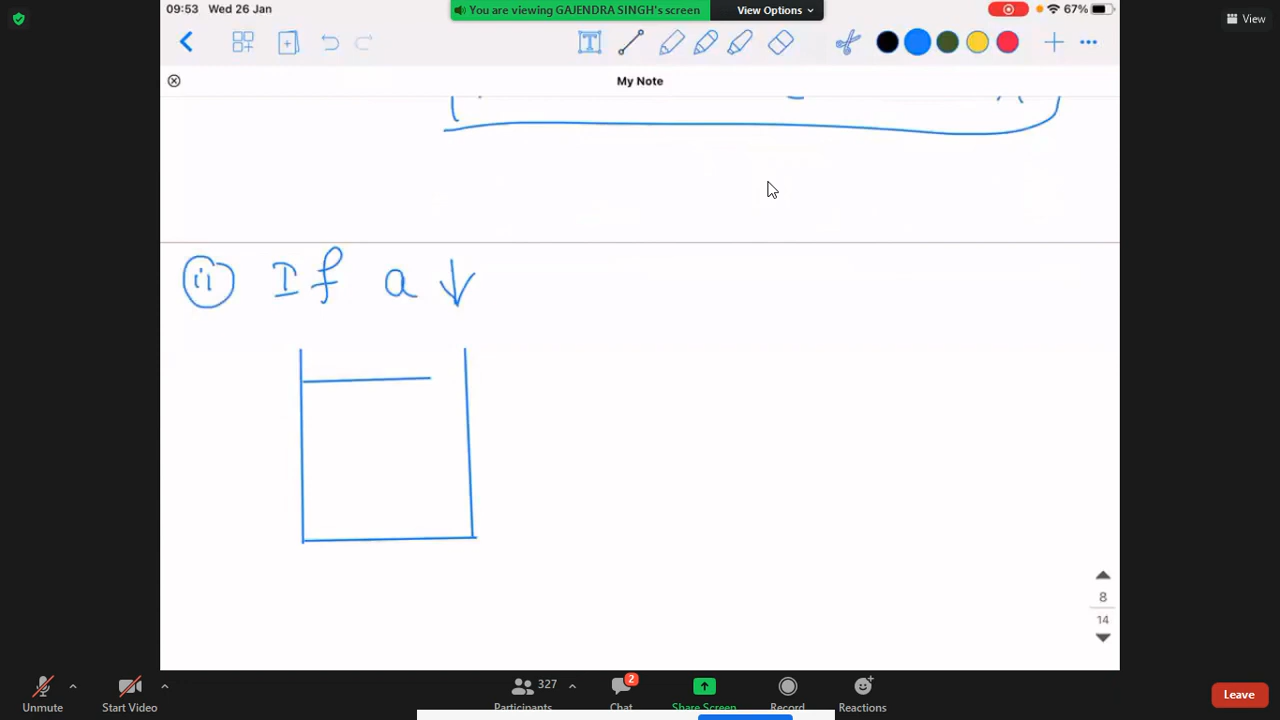 09:53 Wed 26 Jan
You are viewing GAJENDRA SINGH's screen
View Options
67%
View
My Note
(ii) If a ↓
8
14
Unmute
Start Video
327
Participants
2
Chat
Share Screen
Record
Reactions
Leave